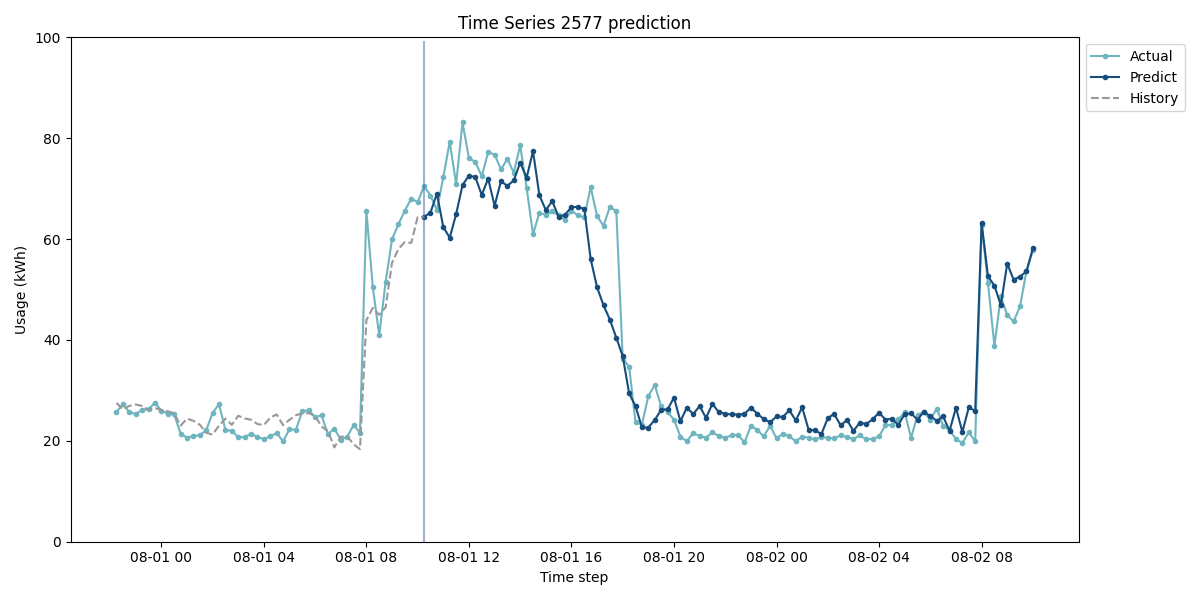 Time Series 2577 prediction
Usage (kWh)
100
80
60
40
20
0
08-01 00
08-01 04
08-01 08
08-01 12
08-01 16
08-01 20
08-02 00
08-02 04
08-02 08
Time step
Actual
Predict
History